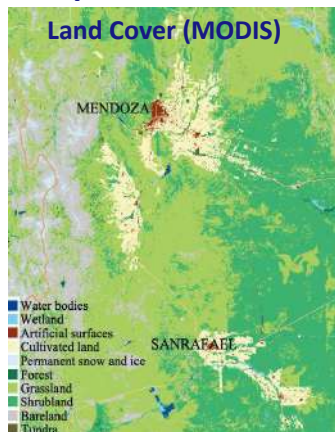 Land Cover (MODIS)
MENDOZA
SANRAFAEL
Water bodies
Wetland
Artificial surfaces
Cultivated land
Permanent snow and ice
Forest
Grassland
Shrubland
Bareland
Tundra